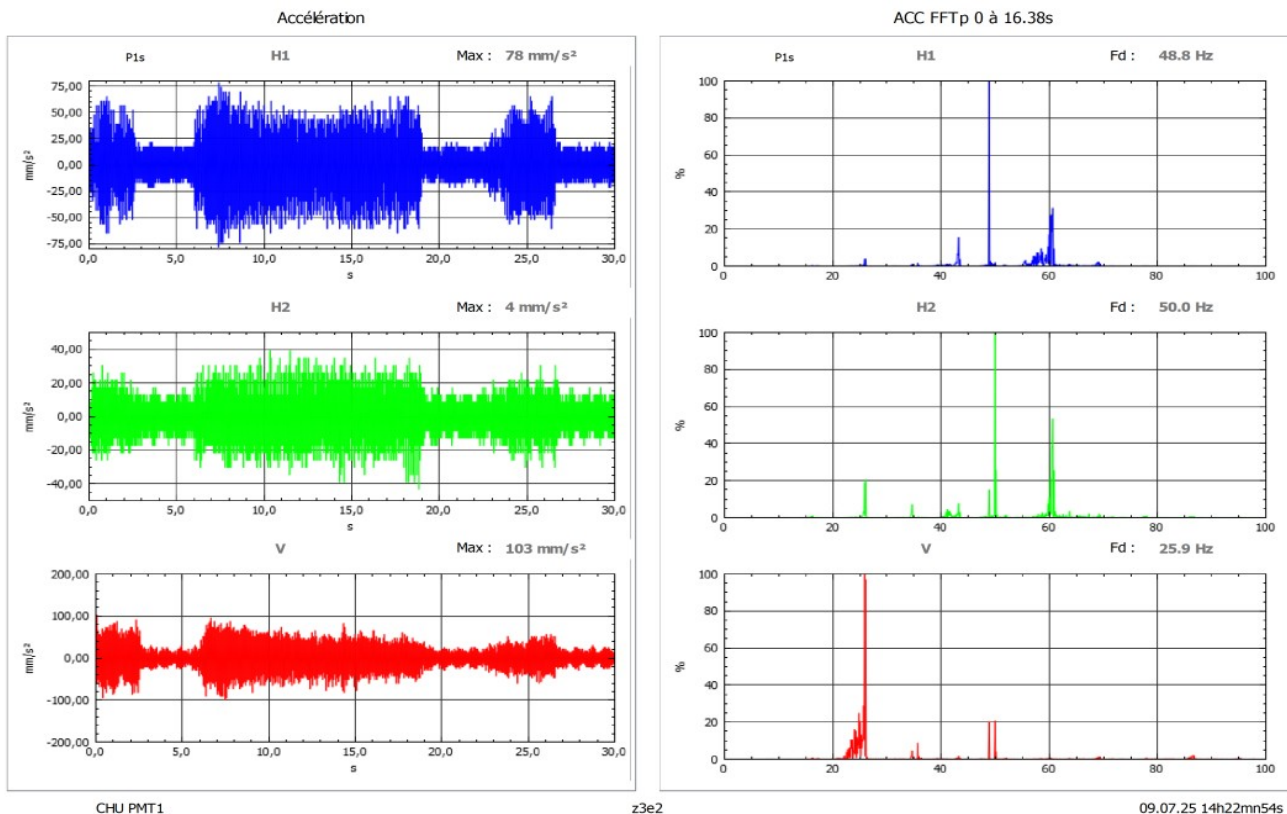 Accélération
ACC FFTp 0 à 16.38s
P1s H1 Max : 78 mm/s²
75,00
50,00
25,00
0,00
-25,00
-50,00
-75,00
mm/s²
0,0 5,0 10,0 15,0 20,0 25,0 30,0
s
H2 Max : 4 mm/s²
40,00
20,00
0,00
-20,00
-40,00
mm/s²
0,0 5,0 10,0 15,0 20,0 25,0 30,0
s
V Max : 103 mm/s²
200,00
100,00
0,00
-100,00
-200,00
mm/s²
0,0 5,0 10,0 15,0 20,0 25,0 30,0
s
P1s H1 Fd : 48.8 Hz
100
80
60
40
20
0
%
0 20 40 60 80 100
H2 Fd : 50.0 Hz
100
80
60
40
20
0
%
0 20 40 60 80 100
V Fd : 25.9 Hz
100
80
60
40
20
0
%
0 20 40 60 80 100
CHU PMT1 z3e2 09.07.25 14h22mn54s